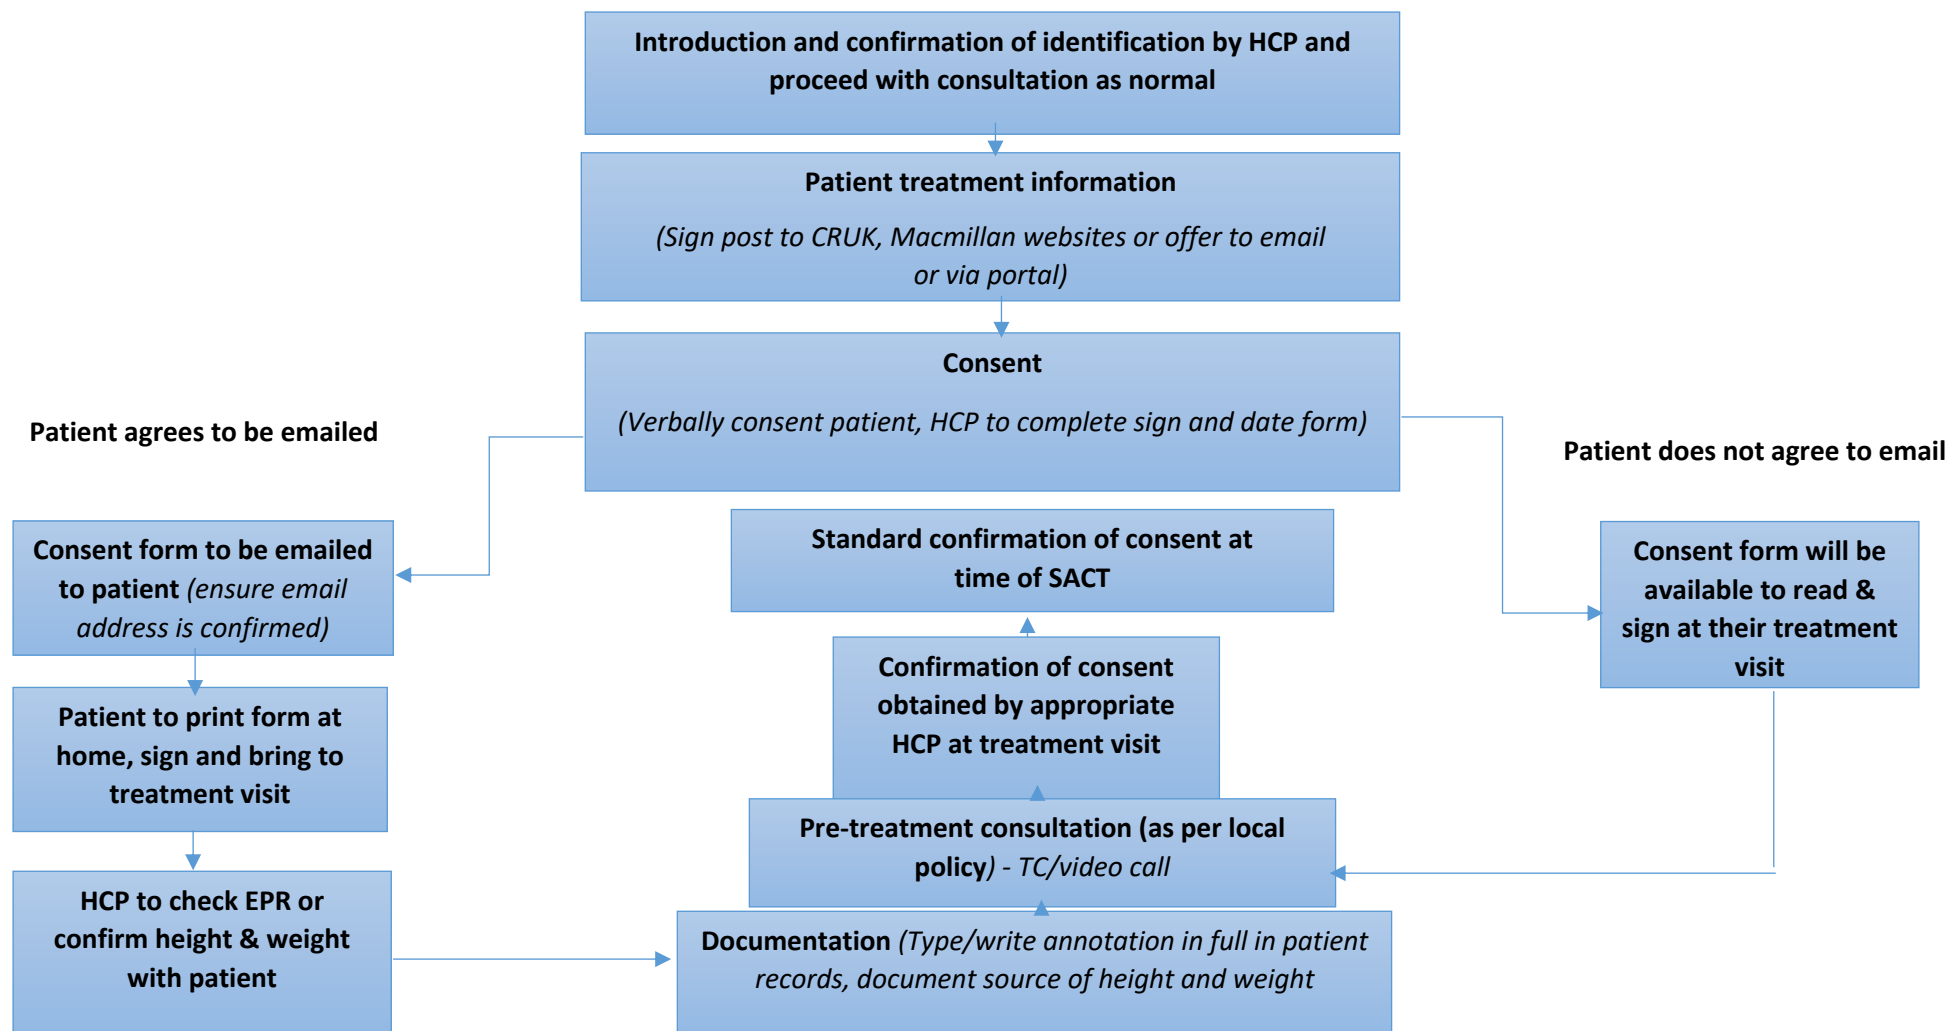 Introduction and confirmation of identification by HCP and
proceed with consultation as normal
Patient treatment information
(Sign post to CRUK, Macmillan websites or offer to email
or via portal)
Consent
(Verbally consent patient, HCP to complete sign and date form)
Patient agrees to be emailed
Patient does not agree to email
Consent form to be emailed
to patient (ensure email
address is confirmed)
Patient to print form at
home, sign and bring to
treatment visit
HCP to check EPR or
confirm height & weight
with patient
Standard confirmation of consent at
time of SACT
Confirmation of consent
obtained by appropriate
HCP at treatment visit
Pre-treatment consultation (as per local
policy) - TC/video call
Documentation (Type/write annotation in full in patient
records, document source of height and weight
Consent form will be
available to read &
sign at their treatment
visit